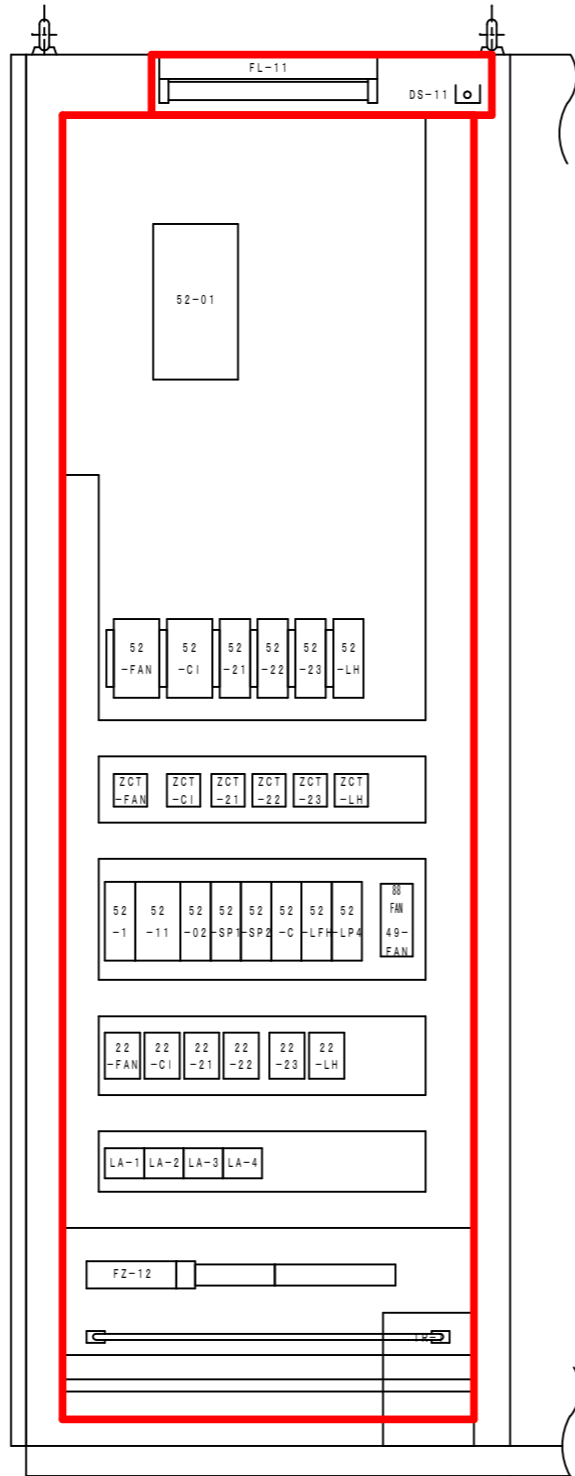 FL-11
DS-11
52-01
52 52 52 52 52 52
-FAN -CI -21 -22 -23 -LH
ZCT ZCT ZCT ZCT ZCT ZCT
-FAN -CI -21 -22 -23 -LH
88
FAN
52 52 52 52 52 52 52 52
-1 -11 -02 -SP1 -SP2 -C -LFH -LP4 49-
FAN
22 22 22 22 22 22
-FAN -CI -21 -22 -23 -LH
LA-1 LA-2 LA-3 LA-4
FZ-12